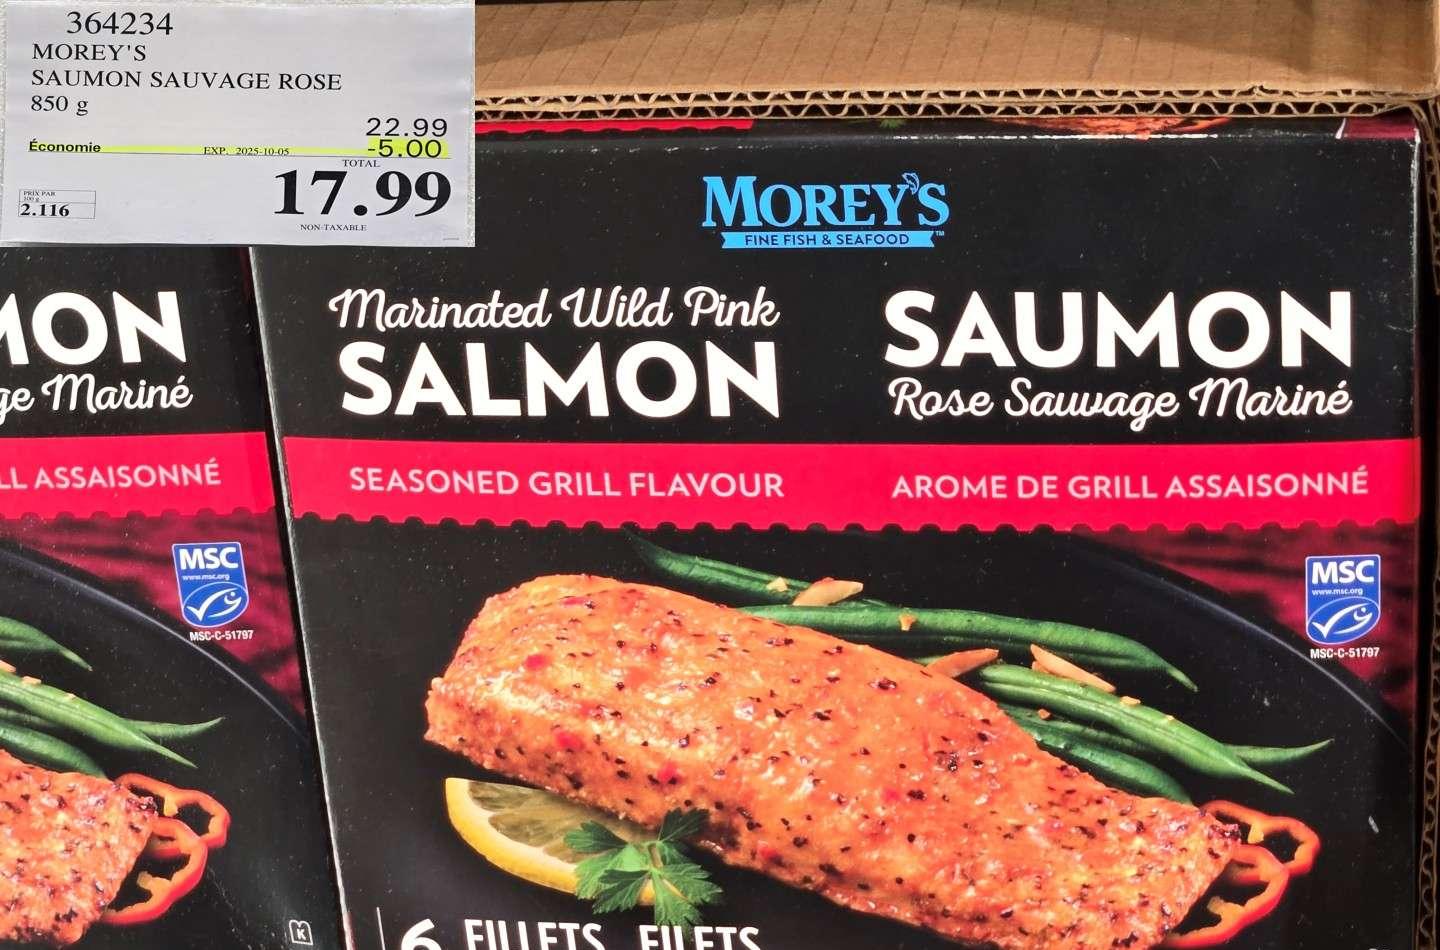 364234
MOREY'S
SAUMON SAUVAGE ROSE
850 g
22.99
Économie EXP. 2025-10-05 -5.00
TOTAL
17.99
PRIX PAR
100 g
2.116
NON-TAXABLE
MOREY'S™
FINE FISH & SEAFOOD
Marinated Wild Pink
SALMON
SAUMON
Rose Sauvage Mariné
SEASONED GRILL FLAVOUR
AROME DE GRILL ASSAISONNÉ
MSC
www.msc.org
MSC-C-51797
6 FILLETS FILETS
MON
ge Mariné
LL ASSAISONNÉ
MSC
www.msc.org
MSC-C-51797
K